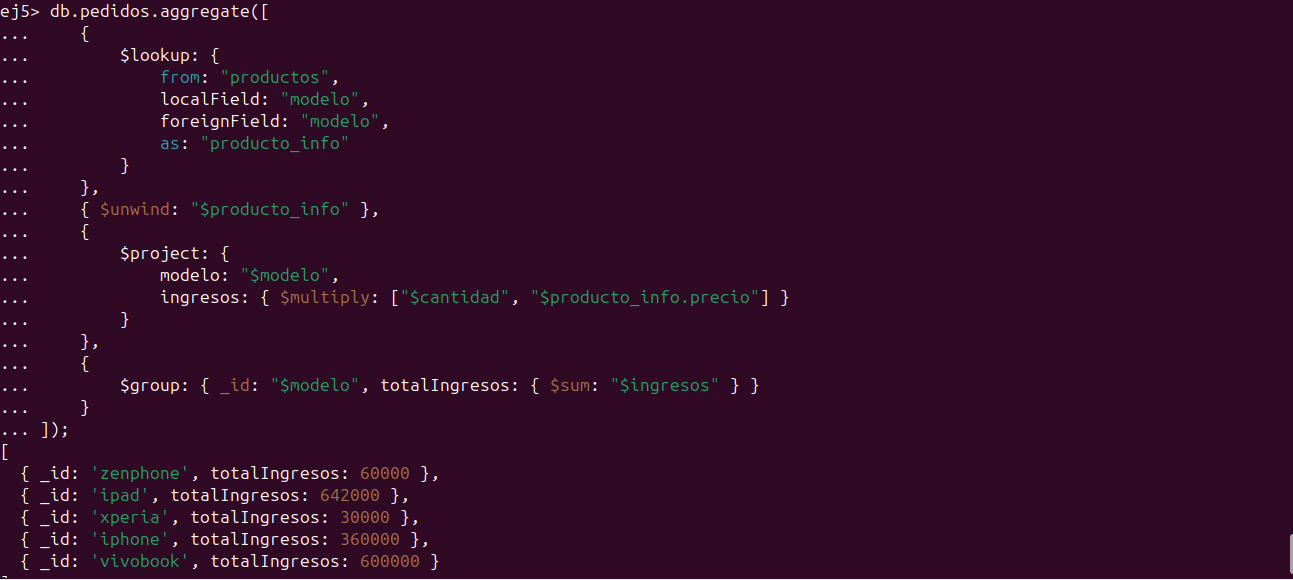 ej5> db.pedidos.aggregate([
...     {
...         $lookup: {
...             from: "productos",
...             localField: "modelo",
...             foreignField: "modelo",
...             as: "producto_info"
...         }
...     },
...     { $unwind: "$producto_info" },
...     {
...         $project: {
...             modelo: "$modelo",
...             ingresos: { $multiply: ["$cantidad", "$producto_info.precio"] }
...         }
...     },
...     {
...         $group: { _id: "$modelo", totalIngresos: { $sum: "$ingresos" } }
...     }
... ]);
[
  { _id: 'zenphone', totalIngresos: 60000 },
  { _id: 'ipad', totalIngresos: 642000 },
  { _id: 'xperia', totalIngresos: 30000 },
  { _id: 'iphone', totalIngresos: 360000 },
  { _id: 'vivobook', totalIngresos: 600000 }